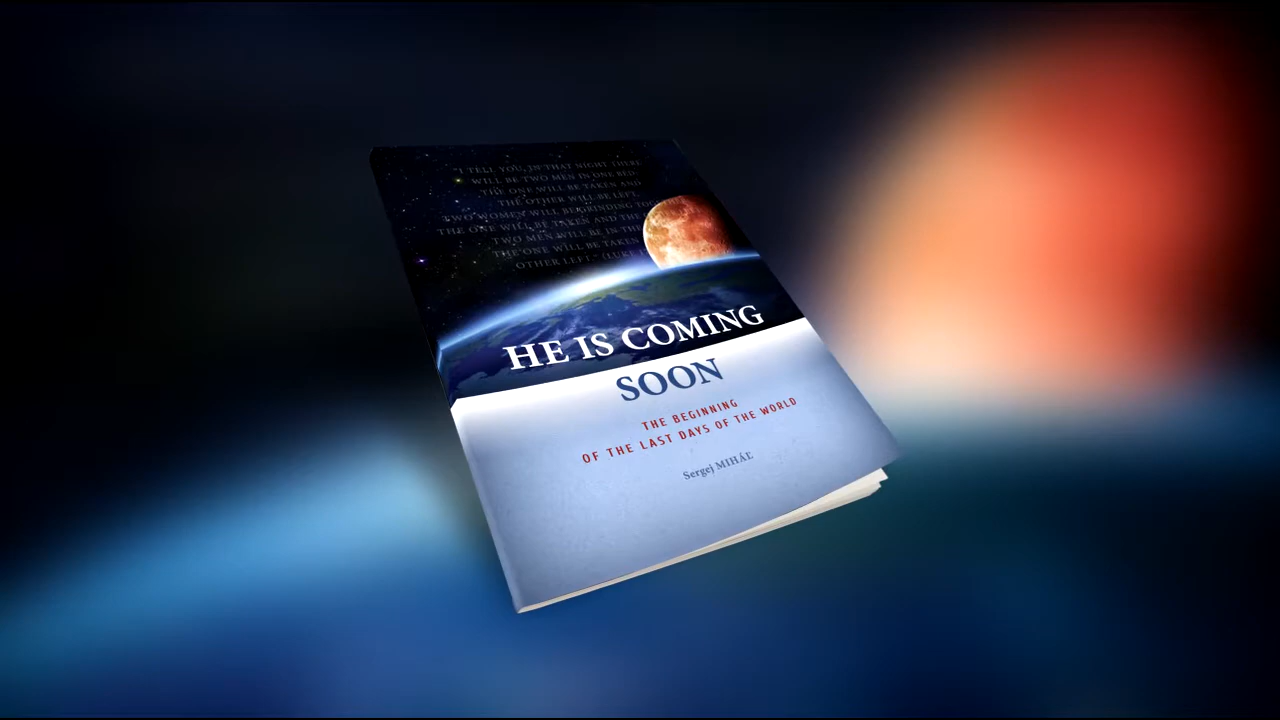 I TELL YOU, IN THAT NIGHT THERE
WILL BE TWO MEN IN ONE BED.
THE ONE WILL BE TAKEN AND
THE OTHER WILL BE LEFT.
TWO WOMEN WILL BE GRINDING
THE ONE WILL BE TAKEN AND THE
TWO MEN WILL BE IN
THE ONE WILL BE TAKEN
OTHER LEFT." (LUKE
HE IS COMING
SOON
THE BEGINNING
OF THE LAST DAYS OF THE WORLD
Sergej MIHÁĽ